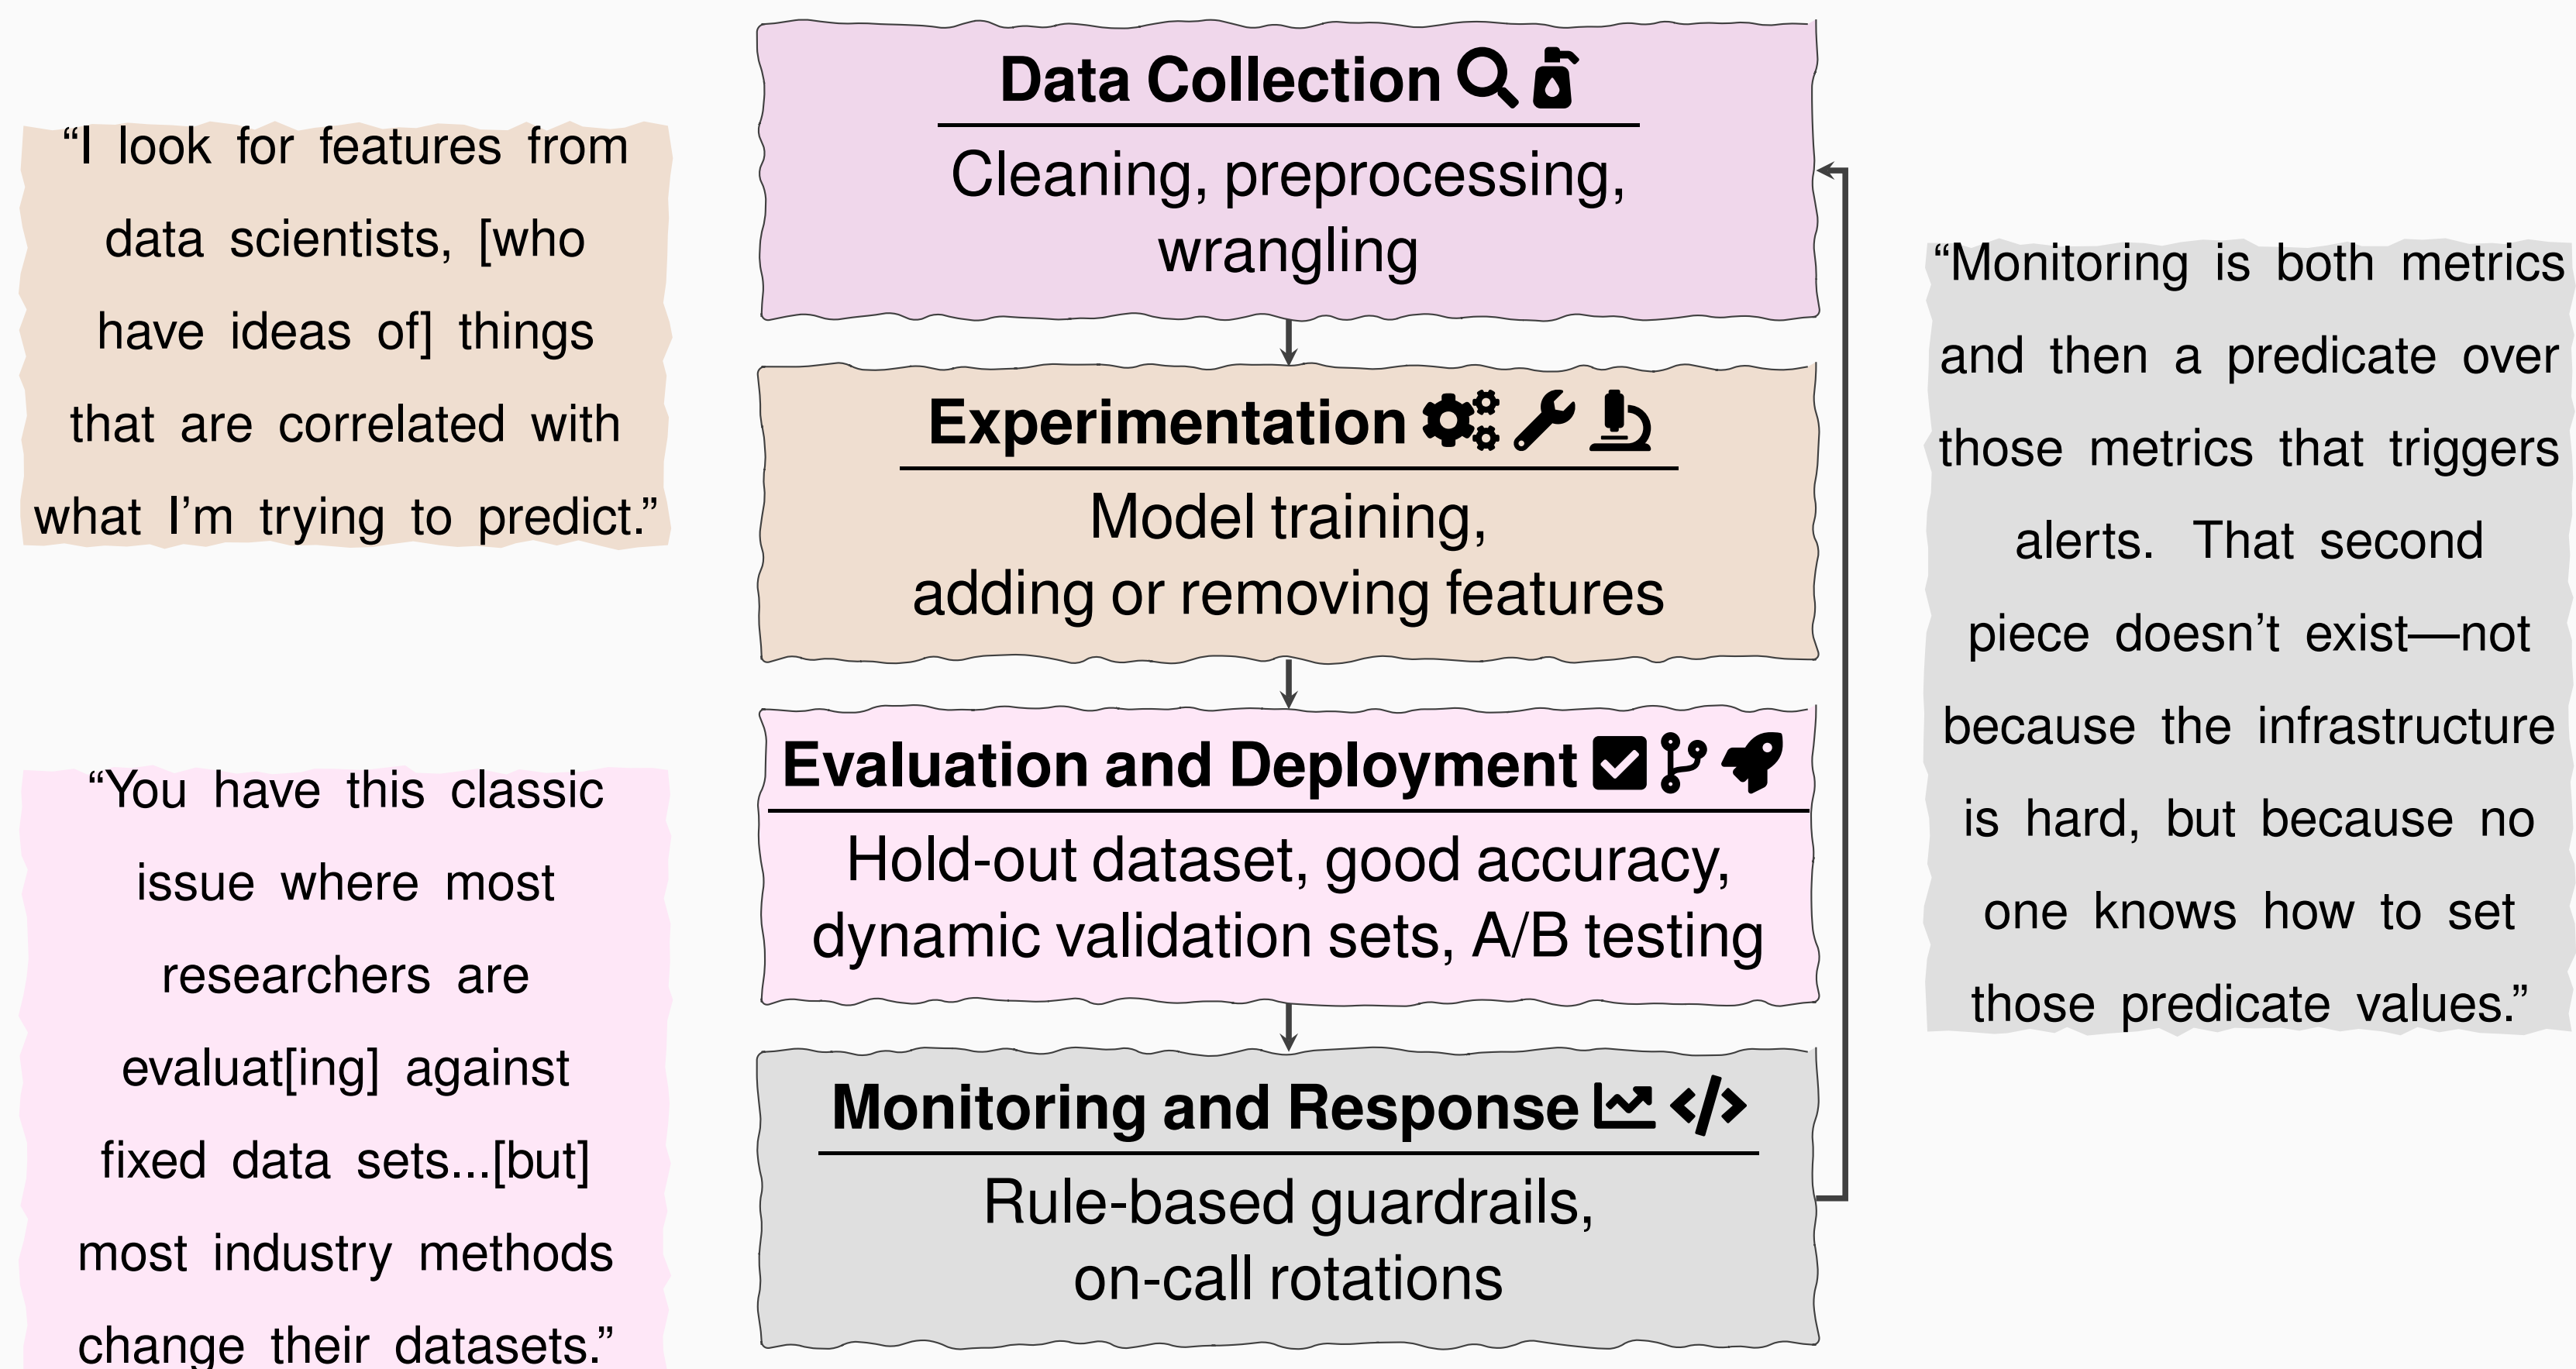 “I look for features from
data scientists, [who
have ideas of] things
that are correlated with
what I’m trying to predict.”
“You have this classic
issue where most
researchers are
evaluat[ing] against
fixed data sets...[but]
most industry methods
change their datasets.”
Data Collection
Cleaning, preprocessing,
wrangling
Experimentation
Model training,
adding or removing features
Evaluation and Deployment
Hold-out dataset, good accuracy,
dynamic validation sets, A/B testing
Monitoring and Response
Rule-based guardrails,
on-call rotations
“Monitoring is both metrics
and then a predicate over
those metrics that triggers
alerts. That second
piece doesn’t exist—not
because the infrastructure
is hard, but because no
one knows how to set
those predicate values.”